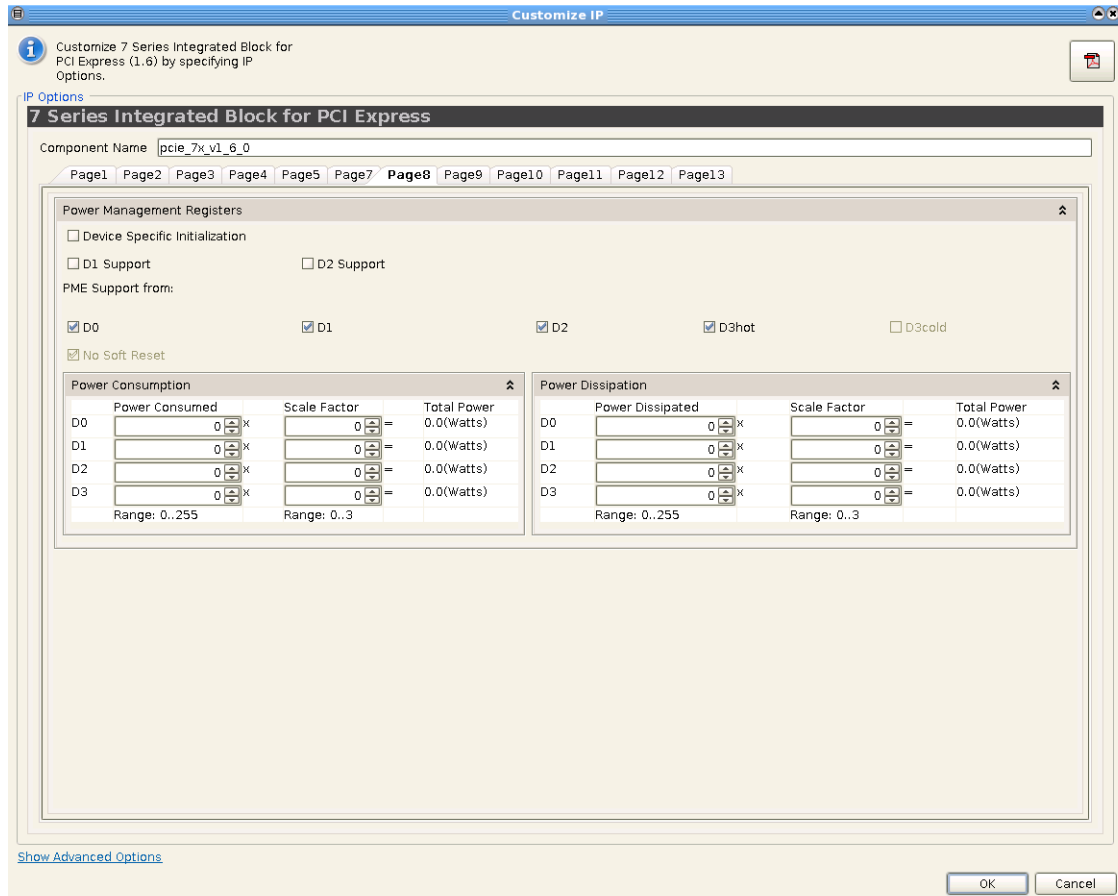 Customize IP
Customize 7 Series Integrated Block for
PCI Express (1.6) by specifying IP
Options.
IP Options
7 Series Integrated Block for PCI Express
Component Name pcie_7x_v1_6_0
Page1 Page2 Page3 Page4 Page5 Page7 Page8 Page9 Page10 Page11 Page12 Page13
Power Management Registers
Device Specific Initialization
D1 Support D2 Support
PME Support from:
D0 D1 D2 D3hot D3cold
No Soft Reset
Power Consumption
Power Consumed Scale Factor Total Power
D0 0 x 0 = 0.0(Watts)
D1 0 x 0 = 0.0(Watts)
D2 0 x 0 = 0.0(Watts)
D3 0 x 0 = 0.0(Watts)
Range: 0..255 Range: 0..3
Power Dissipation
Power Dissipated Scale Factor Total Power
D0 0 x 0 = 0.0(Watts)
D1 0 x 0 = 0.0(Watts)
D2 0 x 0 = 0.0(Watts)
D3 0 x 0 = 0.0(Watts)
Range: 0..255 Range: 0..3
Show Advanced Options
OK Cancel